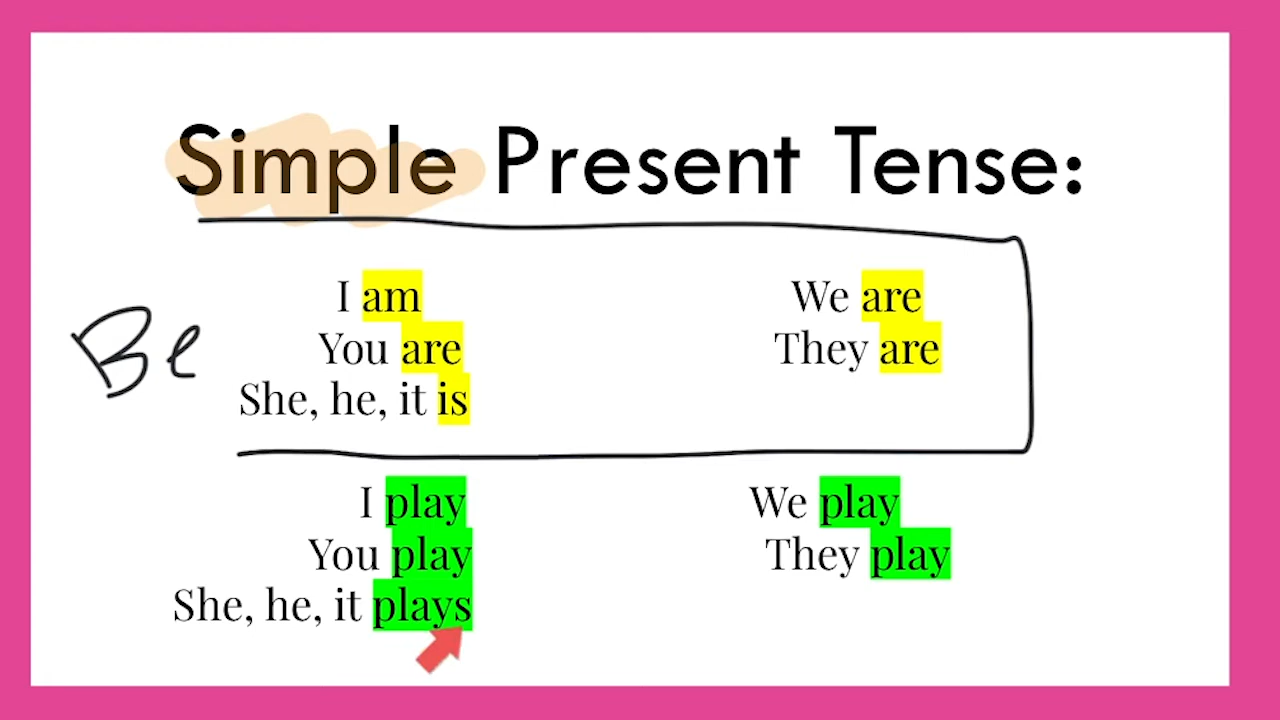 Simple Present Tense:
Be
I am
You are
She, he, it is
We are
They are
I play
You play
She, he, it plays
We play
They play